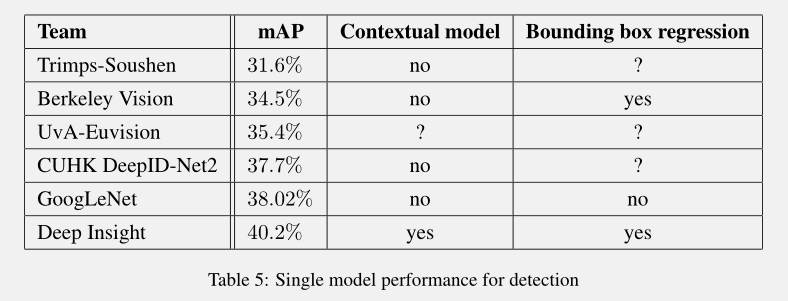 Team mAP Contextual model Bounding box regression
Trimps-Soushen 31.6% no ?
Berkeley Vision 34.5% no yes
UvA-Euvision 35.4% ? ?
CUHK DeepID-Net2 37.7% no ?
GoogLeNet 38.02% no no
Deep Insight 40.2% yes yes
Table 5: Single model performance for detection